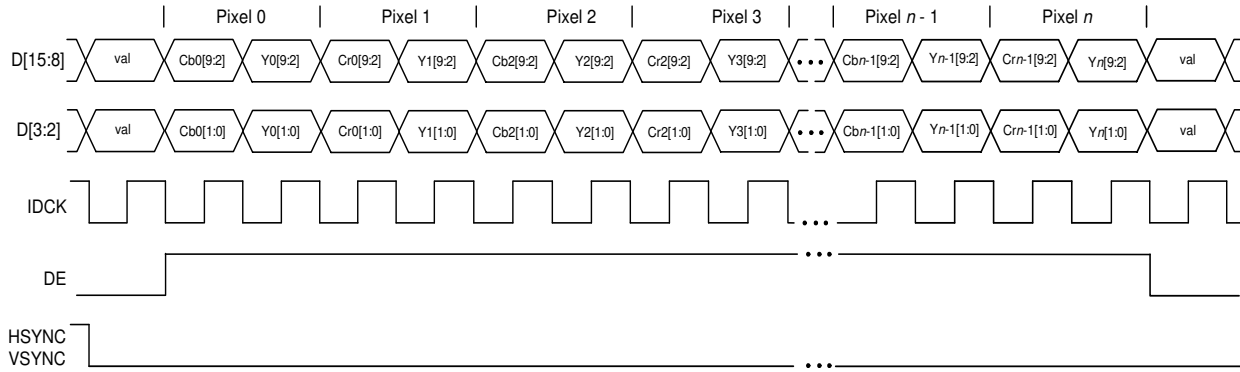 Pixel 0 Pixel 1 Pixel 2 Pixel 3 Pixel n - 1 Pixel n
D[15:8] val Cb0[9:2] Y0[9:2] Cr0[9:2] Y1[9:2] Cb2[9:2] Y2[9:2] Cr2[9:2] Y3[9:2] ••• Cbn-1[9:2] Yn-1[9:2] Crn-1[9:2] Yn[9:2] val
D[3:2] val Cb0[1:0] Y0[1:0] Cr0[1:0] Y1[1:0] Cb2[1:0] Y2[1:0] Cr2[1:0] Y3[1:0] ••• Cbn-1[1:0] Yn-1[1:0] Crn-1[1:0] Yn[1:0] val
IDCK •••
DE •••
HSYNC
VSYNC •••